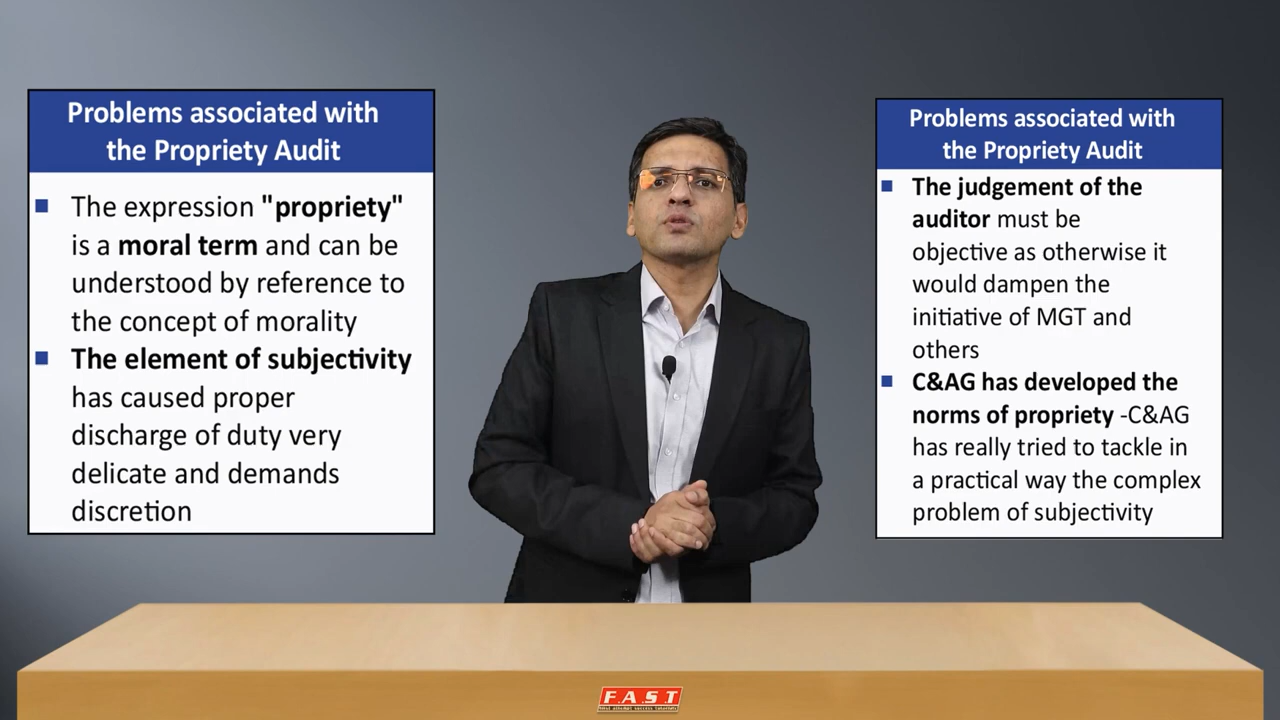 Problems associated with
the Propriety Audit
The expression "propriety"
is a moral term and can be
understood by reference to
the concept of morality
The element of subjectivity
has caused proper
discharge of duty very
delicate and demands
discretion
Problems associated with
the Propriety Audit
The judgement of the
auditor must be
objective as otherwise it
would dampen the
initiative of MGT and
others
C&AG has developed the
norms of propriety -C&AG
has really tried to tackle in
a practical way the complex
problem of subjectivity
F.A.S.T